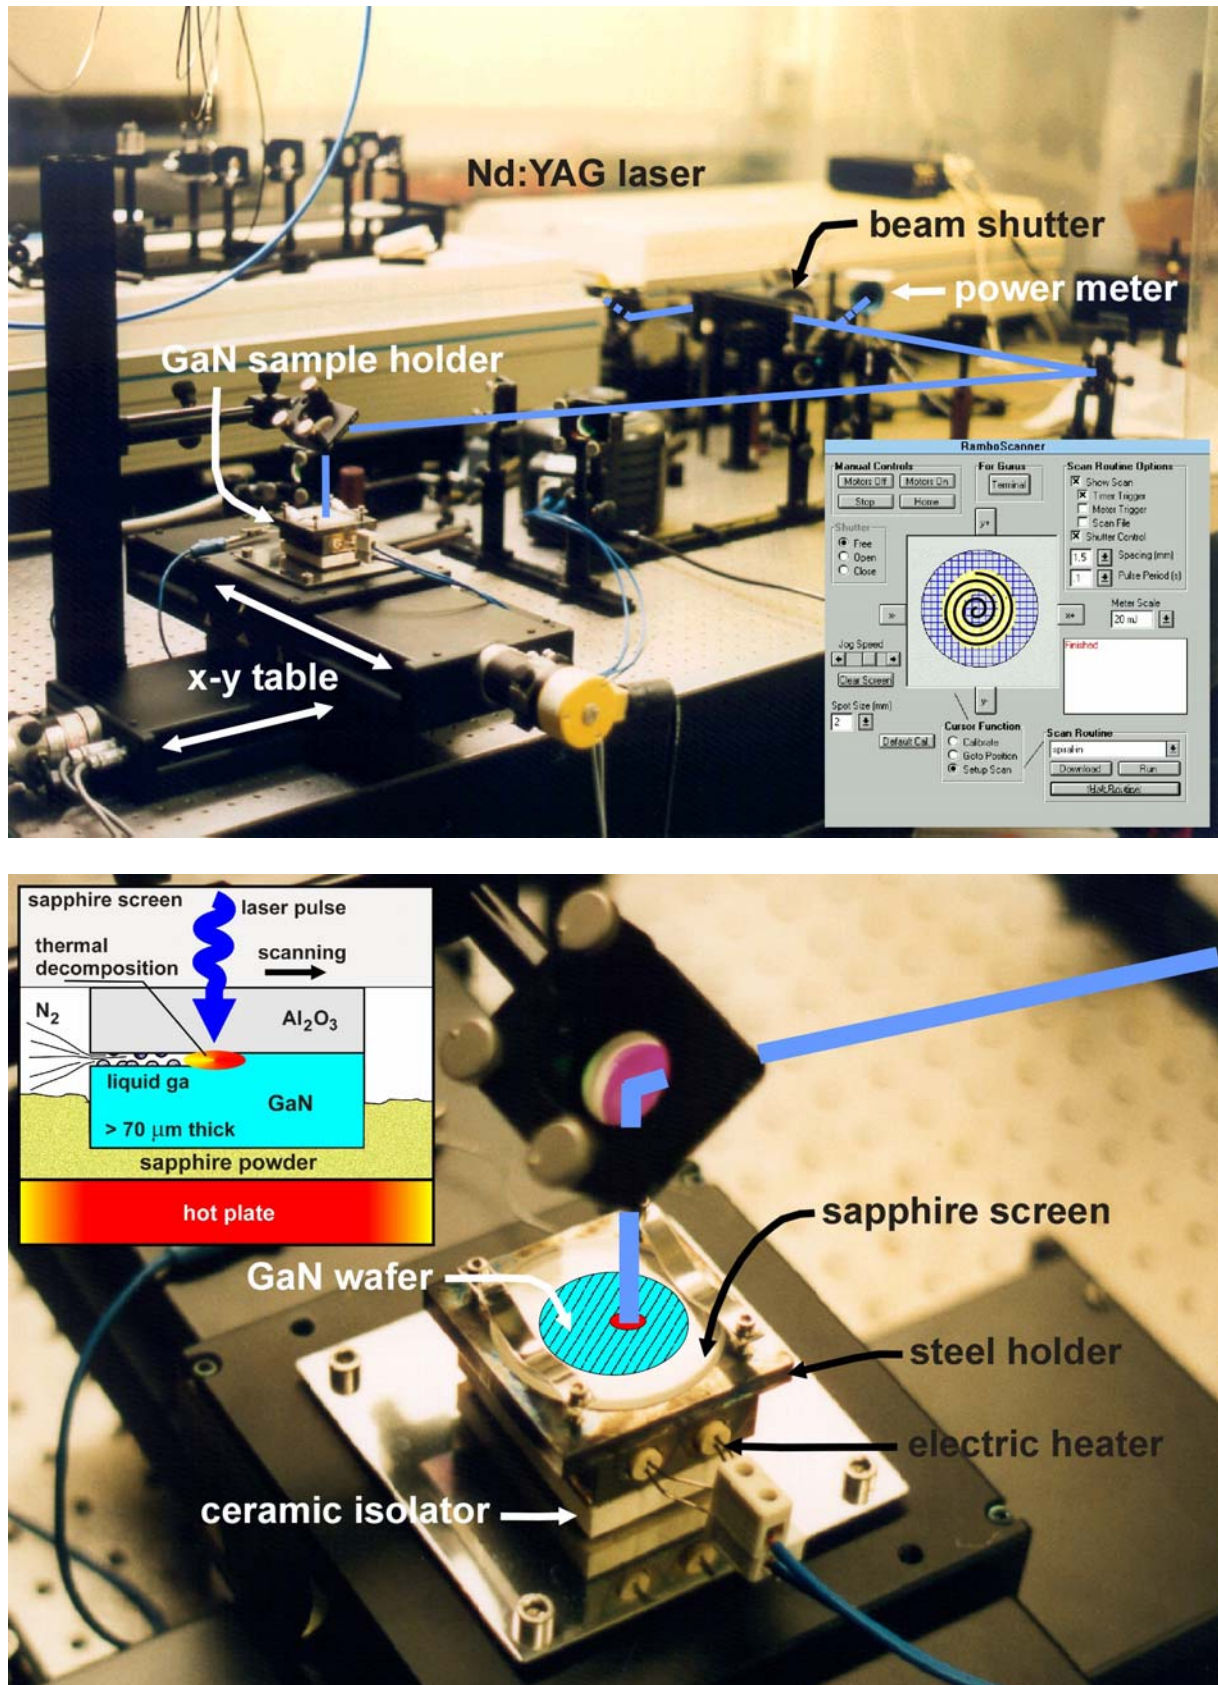 Nd:YAG laser
beam shutter
power meter
GaN sample holder
x-y table
RamboScanner
Manual Controls
Motors Off
Motors On
Stop
Home
For Gurus
Terminal
Scan Routine Options
Show Scan
Timer Trigger
Meter Trigger
Scan File
Shutter Control
1.5 Spacing (mm)
.1 Pulse Period (s)
Shutter
Free
Open
Close
y+
x-
x+
y-
Meter Scale
20 mJ
Finished
Jog Speed
Clear Screen
Spot Size (mm)
2
Default Cal.
Cursor Function
Calibrate
Goto Position
Setup Scan
Scan Routine
spiral-in
Download
Run
sapphire screen
laser pulse
thermal
decomposition
scanning
N2
Al2O3
liquid ga
GaN
> 70 μm thick
sapphire powder
hot plate
sapphire screen
GaN wafer
steel holder
electric heater
ceramic isolator